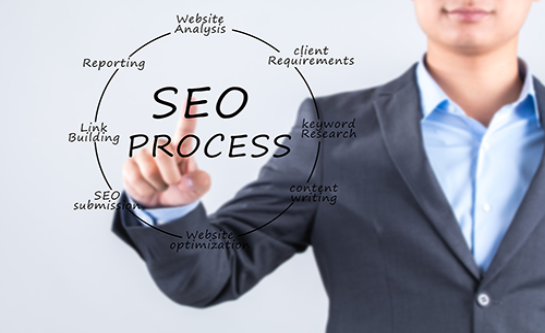 Website
Analysis
client
Requirements
keyword
Research
content
writing
Website
optimization
SEO
submission
Link
Building
Reporting
SEO
PROCESS